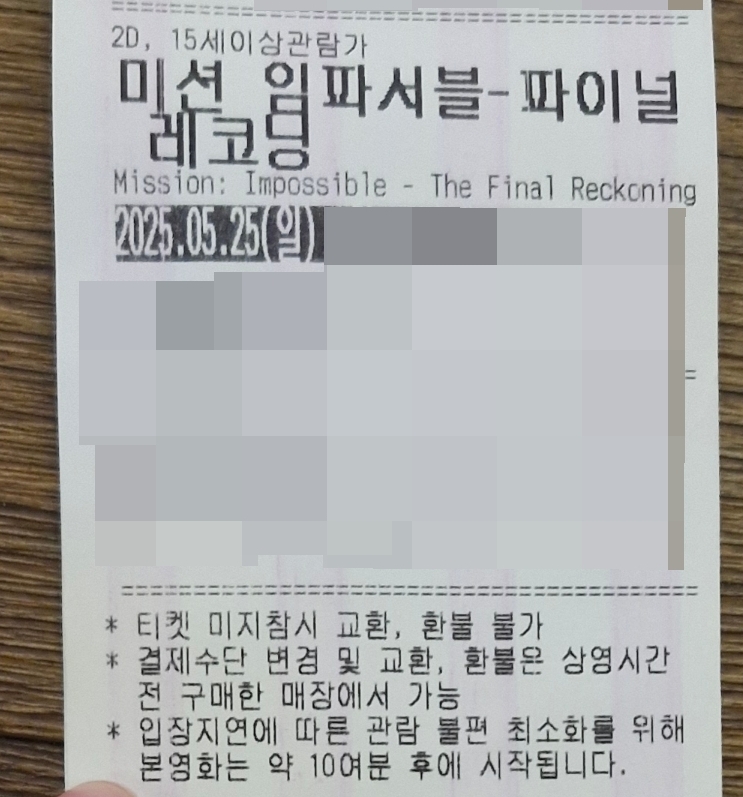 ================================================
2D, 15세이상관람가
미션 임파서블-파이널
레코닝
Mission: Impossible - The Final Reckoning
2025.05.25(일)
=
================================================
* 티켓 미지참시 교환, 환불 불가
* 결제수단 변경 및 교환, 환불은 상영시간
전 구매한 매장에서 가능
* 입장지연에 따른 관람 불편 최소화를 위해
본영화는 약 10여분 후에 시작됩니다.